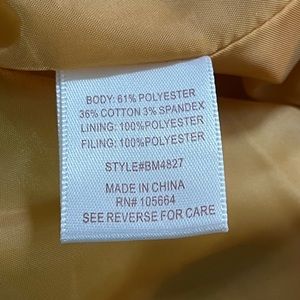 BODY: 61% POLYESTER
36% COTTON 3% SPANDEX
LINING: 100%POLYESTER
FILING: 100%POLYESTER
STYLE#BM4827
MADE IN CHINA
RN# 105664
SEE REVERSE FOR CARE